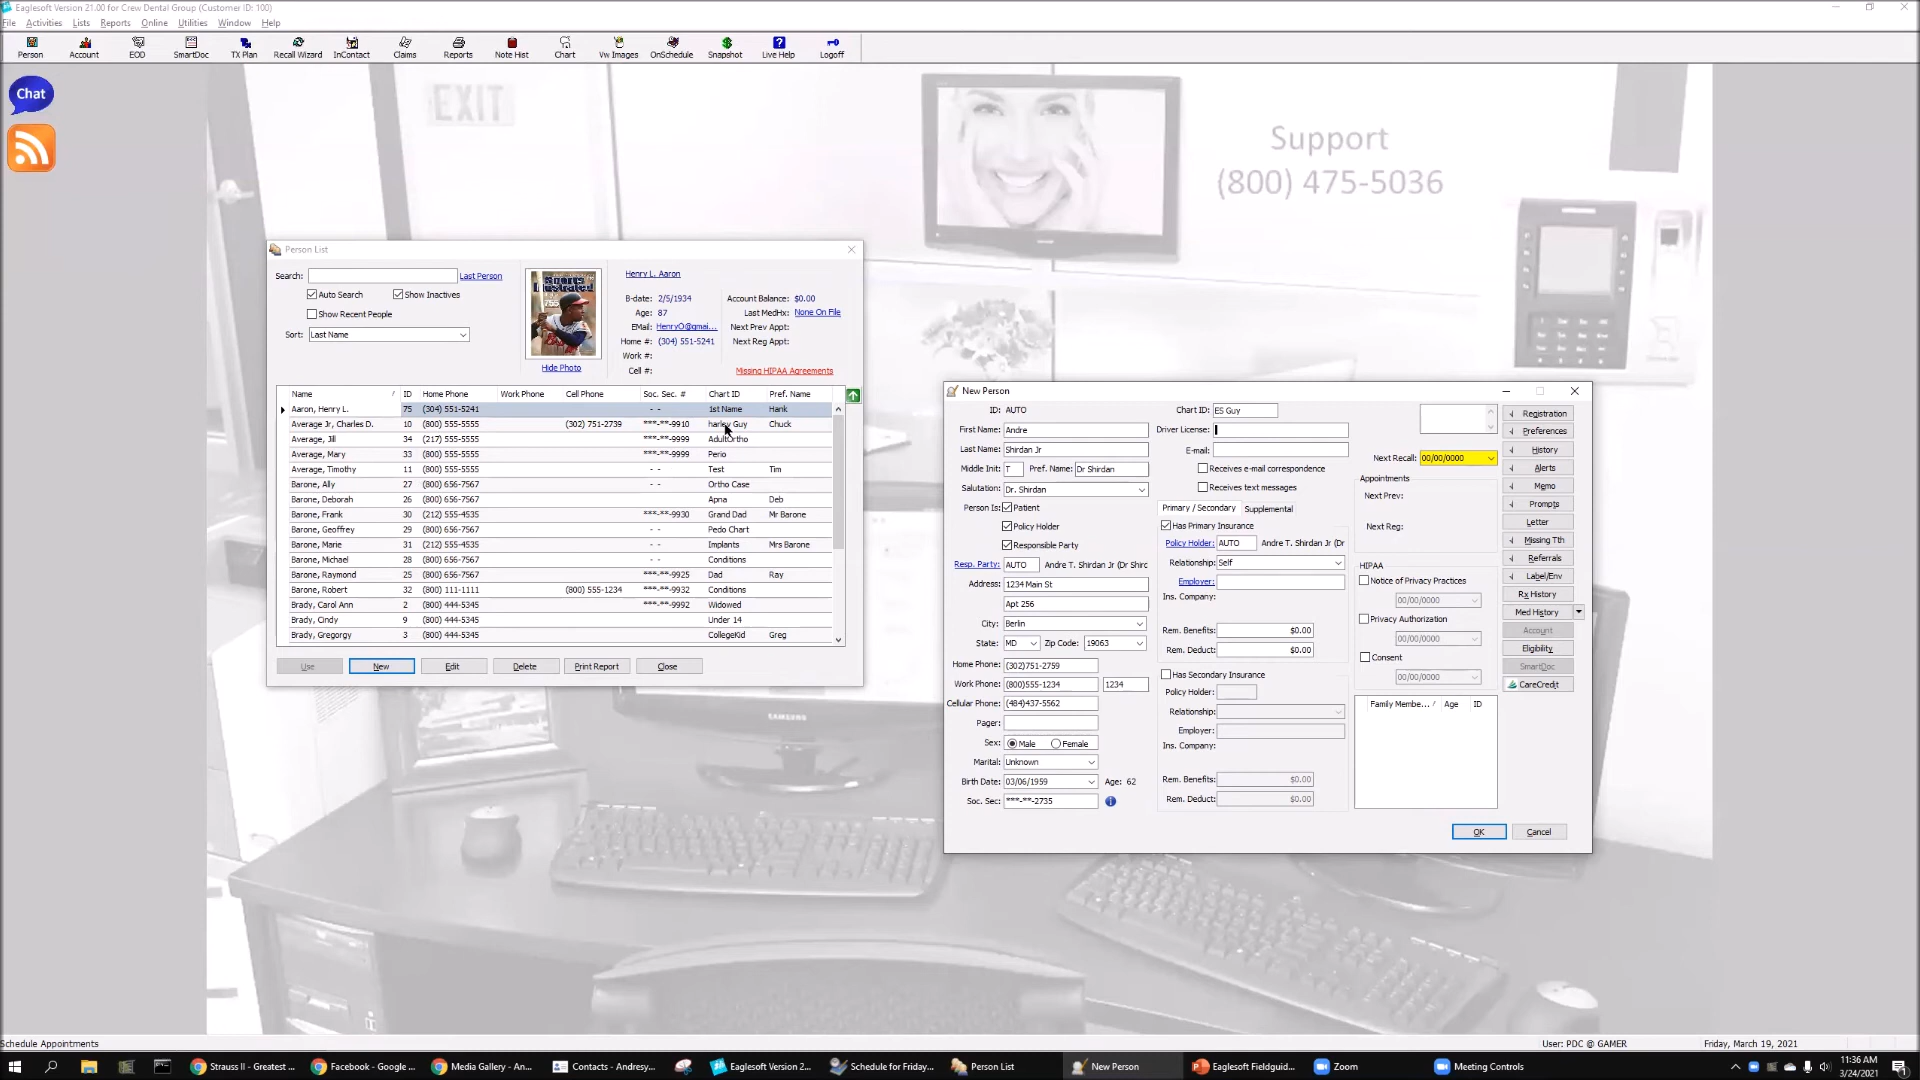 Eaglesoft Version 21.00 for Crew Dental Group (Customer ID: 100)
File Activities Lists Reports Online Utilities Window Help
Person Account EOD SmartDoc TX Plan Recall Wizard InContact Claims Reports Note Hist Chart Vw Images OnSchedule Snapshot Live Help Logoff
Chat
EXIT
Support
(800) 475-5036
Person List
Search: Last Person
Auto Search Show Inactives
Show Recent People
Sort: Last Name
Sports Illustrated
755
Hide Photo
Henry L. Aaron
B-date: 2/5/1934 Account Balance: $0.00
Age: 87 Last MedHx: None On File
EMail: HenryO@gmai... Next Prev Appt:
Home #: (304) 551-5241 Next Reg Appt:
Work #:
Cell #: Missing HIPAA Agreements
Name / ID Home Phone Work Phone Cell Phone Soc. Sec. # Chart ID Pref. Name
Aaron, Henry L. 75 (304) 551-5241 - - 1st Name Hank
Average Jr, Charles D. 10 (800) 555-5555 (302) 751-2739 ***-**-9910 harley Guy Chuck
Average, Jill 34 (217) 555-5555 ***-**-9999 AdultOrtho
Average, Mary 33 (800) 555-5555 ***-**-9999 Perio
Average, Timothy 11 (800) 555-5555 - - Test Tim
Barone, Ally 27 (800) 656-7567 - - Ortho Case
Barone, Deborah 26 (800) 656-7567 Apna Deb
Barone, Frank 30 (212) 555-4535 ***-**-9930 Grand Dad Mr Barone
Barone, Geoffrey 29 (800) 656-7567 - - Pedo Chart
Barone, Marie 31 (212) 555-4535 - - Implants Mrs Barone
Barone, Michael 28 (800) 656-7567 - - Conditions
Barone, Raymond 25 (800) 656-7567 ***-**-9925 Dad Ray
Barone, Robert 32 (800) 111-1111 (800) 555-1234 ***-**-9932 Conditions
Brady, Carol Ann 2 (800) 444-5345 ***-**-9992 Widowed
Brady, Cindy 9 (800) 444-5345 Under 14
Brady, Gregorgy 3 (800) 444-5345 CollegeKid Greg
Use New Edit Delete Print Report Close
New Person
ID: AUTO Chart ID: ES Guy
First Name: Andre Driver License:
Last Name: Shirdan Jr E-mail:
Middle Init: T Pref. Name: Dr Shirdan Receives e-mail correspondence
Salutation: Dr. Shirdan Receives text messages
Person Is: Patient Primary / Secondary Supplemental
Policy Holder Has Primary Insurance
Responsible Party Policy Holder: AUTO Andre T. Shirdan Jr (Dr
Resp. Party: AUTO Andre T. Shirdan Jr (Dr Shirc Relationship: Self
Address: 1234 Main St Employer:
Apt 256 Ins. Company:
City: Berlin Rem. Benefits: $0.00
State: MD Zip Code: 19063 Rem. Deduct: $0.00
Home Phone: (302)751-2759 Has Secondary Insurance
Work Phone: (800)555-1234 1234 Policy Holder:
Cellular Phone: (484)437-5562 Relationship:
Pager: Employer:
Sex: Male Female Ins. Company:
Marital: Unknown
Birth Date: 03/06/1959 Age: 62 Rem. Benefits: $0.00
Soc. Sec: ***-**-2735 Rem. Deduct: $0.00
Next Recall: 00/00/0000
Appointments
Next Prev:
Next Reg:
HIPAA
Notice of Privacy Practices
00/00/0000
Privacy Authorization
00/00/0000
Consent
00/00/0000
Family Membe... / Age ID
Registration
Preferences
History
Alerts
Memo
Prompts
Letter
Missing Tth
Referrals
Label/Env
Rx History
Med History
Account
Eligibility
SmartDoc
CareCredit
OK Cancel
SAMSUNG
Schedule Appointments User: PDC @ GAMER Friday, March 19, 2021
Strauss II - Greatest ... Facebook - Google ... Media Gallery - An... Contacts - Andresy... Eaglesoft Version 2... Schedule for Friday... Person List New Person Eaglesoft Fieldguid... Zoom Meeting Controls
11:36 AM
3/24/2021